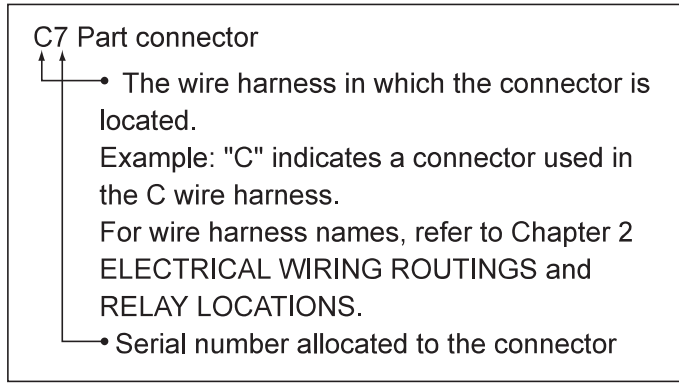 C7 Part connector
• The wire harness in which the connector is
located.
Example: "C" indicates a connector used in
the C wire harness.
For wire harness names, refer to Chapter 2
ELECTRICAL WIRING ROUTINGS and
RELAY LOCATIONS.
• Serial number allocated to the connector